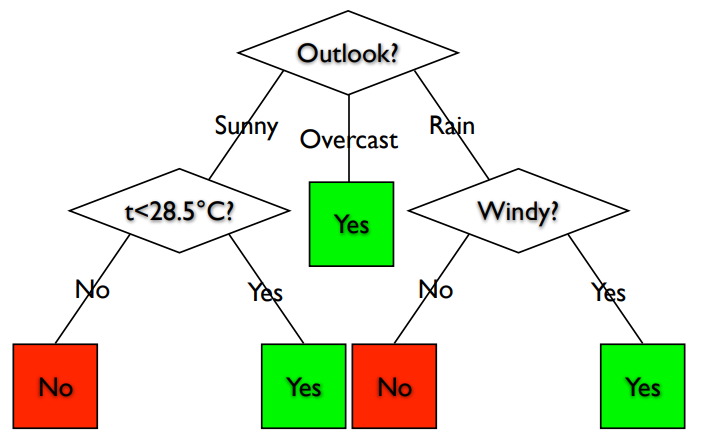 Outlook?
Sunny
Overcast
Rain
t<28.5°C?
Yes
Windy?
No
Yes
No
Yes
No
Yes
No
Yes